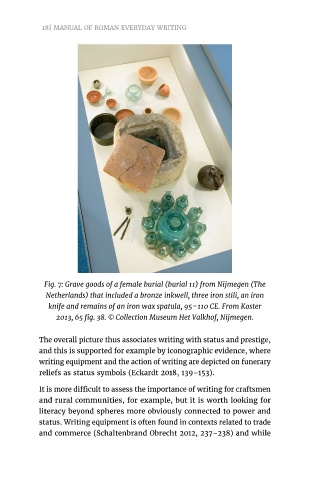 18| MANUAL OF ROMAN EVERYDAY WRITING
Fig. 7: Grave goods of a female burial (burial 11) from Nijmegen (The
Netherlands) that included a bronze inkwell, three iron stili, an iron
knife and remains of an iron wax spatula, 95–110 CE. From Koster
2013, 65 fig. 38. © Collection Museum Het Valkhof, Nijmegen.
The overall picture thus associates writing with status and prestige,
and this is supported for example by iconographic evidence, where
writing equipment and the action of writing are depicted on funerary
reliefs as status symbols (Eckardt 2018, 139–153).
It is more difficult to assess the importance of writing for craftsmen
and rural communities, for example, but it is worth looking for
literacy beyond spheres more obviously connected to power and
status. Writing equipment is often found in contexts related to trade
and commerce (Schaltenbrand Obrecht 2012, 237–238) and while